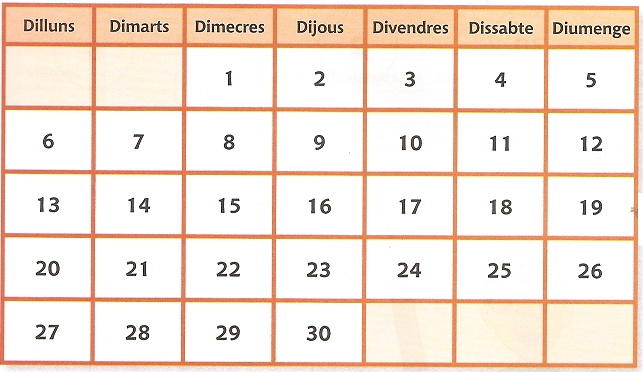 Dilluns Dimarts Dimecres Dijous Divendres Dissabte Diumenge
1 2 3 4 5
6 7 8 9 10 11 12
13 14 15 16 17 18 19
20 21 22 23 24 25 26
27 28 29 30